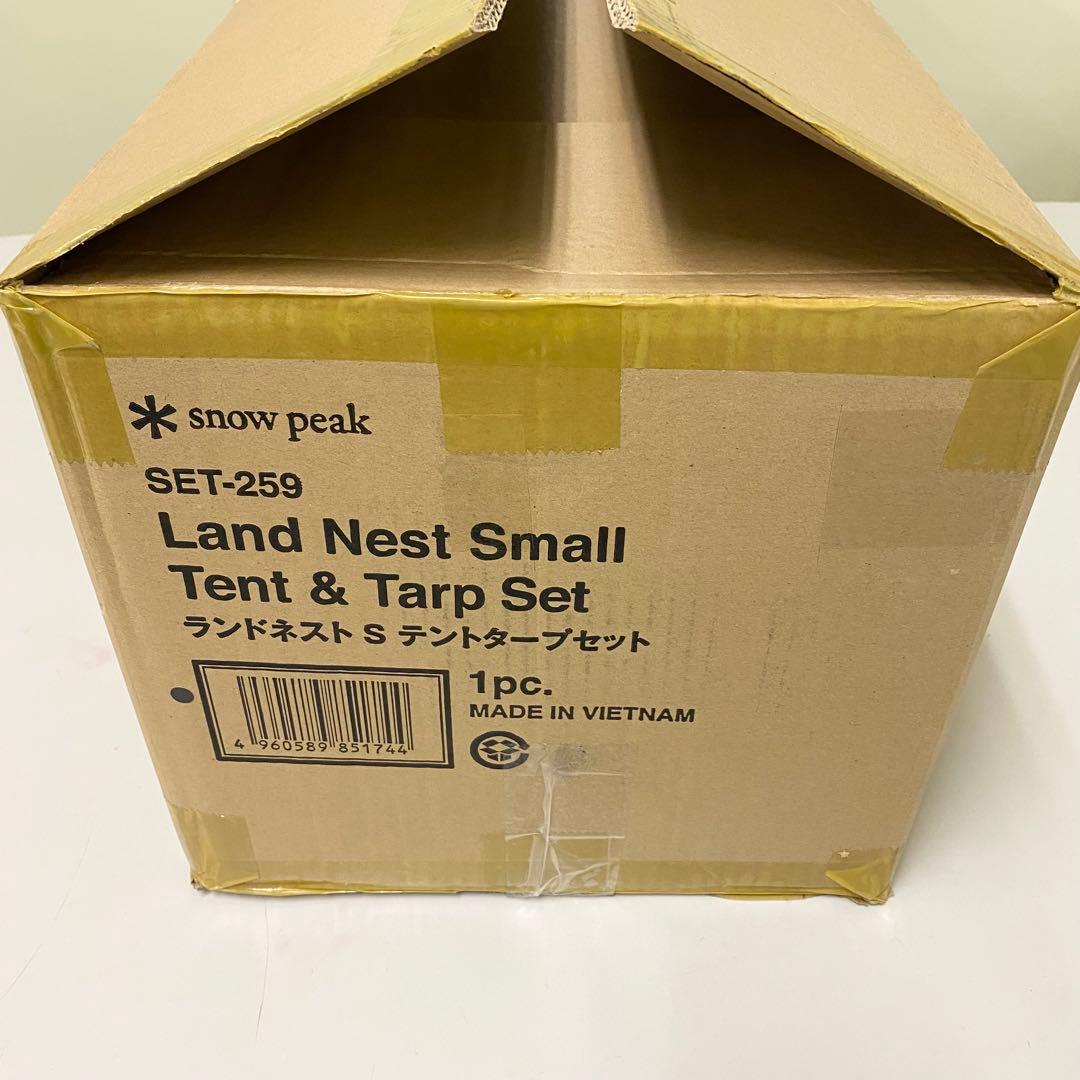 snow peak
SET-259
Land Nest Small
Tent & Tarp Set
ランドネスト S テントタープセット
1pc.
MADE IN VIETNAM
4 960589 851744